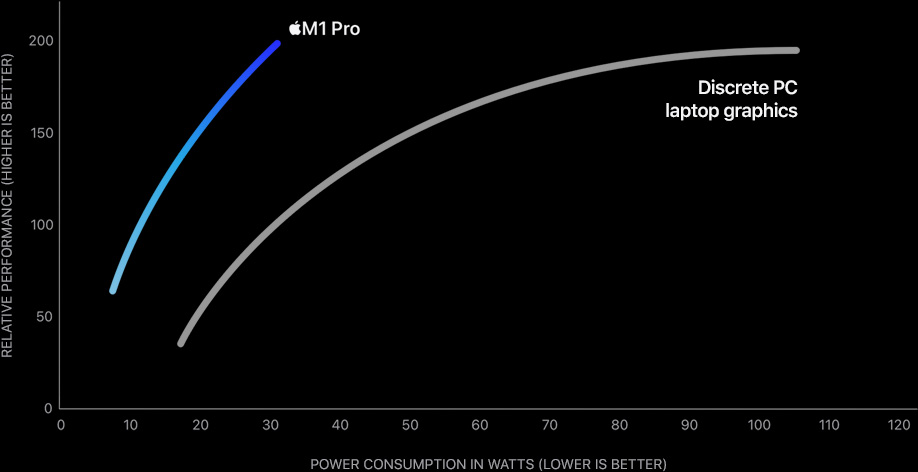 M1 Pro
200
Discrete PC
laptop graphics
150
100
50
0
0 10 20 30 40 50 60 70 80 90 100 110 120
RELATIVE PERFORMANCE (HIGHER IS BETTER)
POWER CONSUMPTION IN WATTS (LOWER IS BETTER)